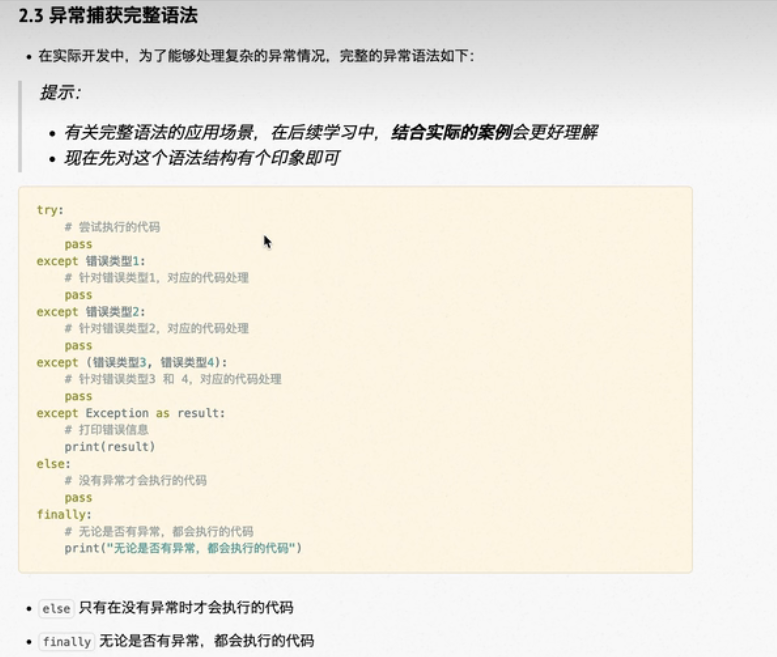 2.3 异常捕获完整语法
• 在实际开发中，为了能够处理复杂的异常情况，完整的异常语法如下：
提示：
• 有关完整语法的应用场景，在后续学习中，结合实际的案例会更好理解
• 现在先对这个语法结构有个印象即可
try:
    # 尝试执行的代码
    pass
except 错误类型1:
    # 针对错误类型1，对应的代码处理
    pass
except 错误类型2:
    # 针对错误类型2，对应的代码处理
    pass
except (错误类型3, 错误类型4):
    # 针对错误类型3 和 4，对应的代码处理
    pass
except Exception as result:
    # 打印错误信息
    print(result)
else:
    # 没有异常才会执行的代码
    pass
finally:
    # 无论是否有异常，都会执行的代码
    print("无论是否有异常，都会执行的代码")
• else 只有在没有异常时才会执行的代码
• finally 无论是否有异常，都会执行的代码